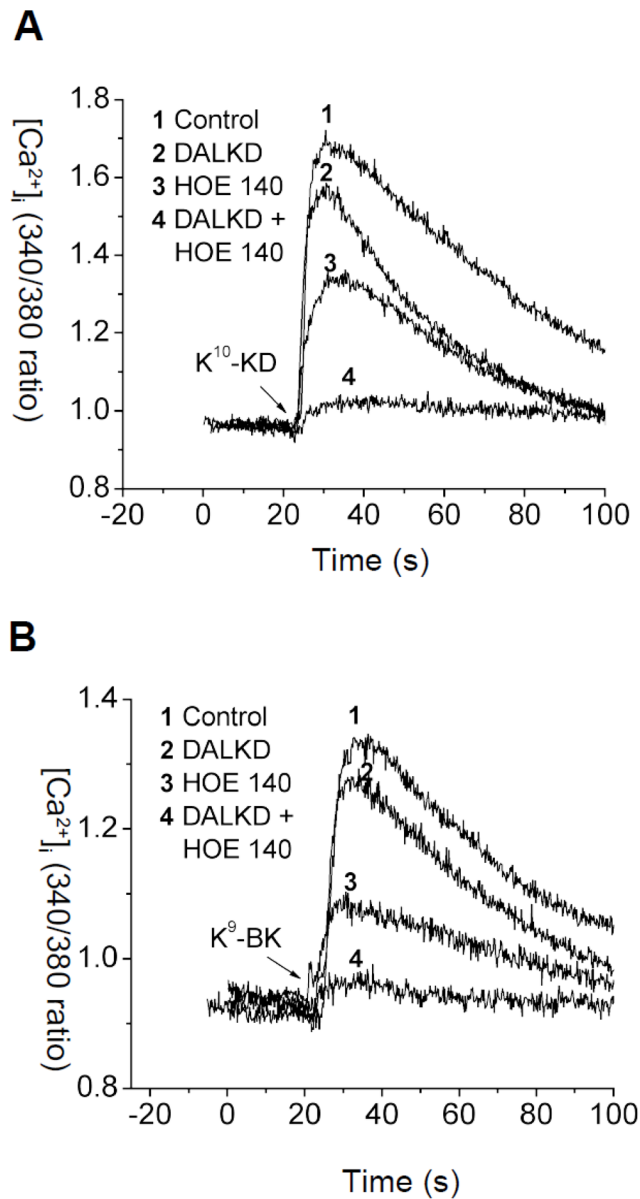 A
[Ca²⁺]ᵢ (340/380 ratio)
1.8
1.6
1.4
1.2
1.0
0.8
1 Control
2 DALKD
3 HOE 140
4 DALKD +
HOE 140
1
2
3
4
K¹⁰-KD
-20 0 20 40 60 80 100
Time (s)
B
[Ca²⁺]ᵢ (340/380 ratio)
1.4
1.2
1.0
0.8
1 Control
2 DALKD
3 HOE 140
4 DALKD +
HOE 140
1
2
3
4
K⁹-BK
-20 0 20 40 60 80 100
Time (s)